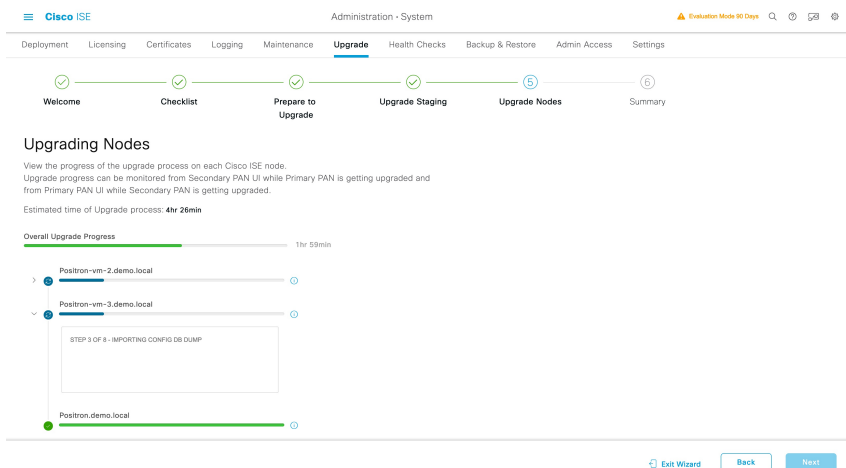 Cisco ISE
Administration · System
Evaluation Mode 90 Days
Deployment Licensing Certificates Logging Maintenance Upgrade Health Checks Backup & Restore Admin Access Settings
5 6
Welcome Checklist Prepare to Upgrade Staging Upgrade Nodes Summary
Upgrade
Upgrading Nodes
View the progress of the upgrade process on each Cisco ISE node.
Upgrade progress can be monitored from Secondary PAN UI while Primary PAN is getting upgraded and
from Primary PAN UI while Secondary PAN is getting upgraded.
Estimated time of Upgrade process: 4hr 26min
Overall Upgrade Progress
1hr 59min
Positron-vm-2.demo.local
Positron-vm-3.demo.local
STEP 3 OF 8 - IMPORTING CONFIG DB DUMP
Positron.demo.local
Exit Wizard Back Next